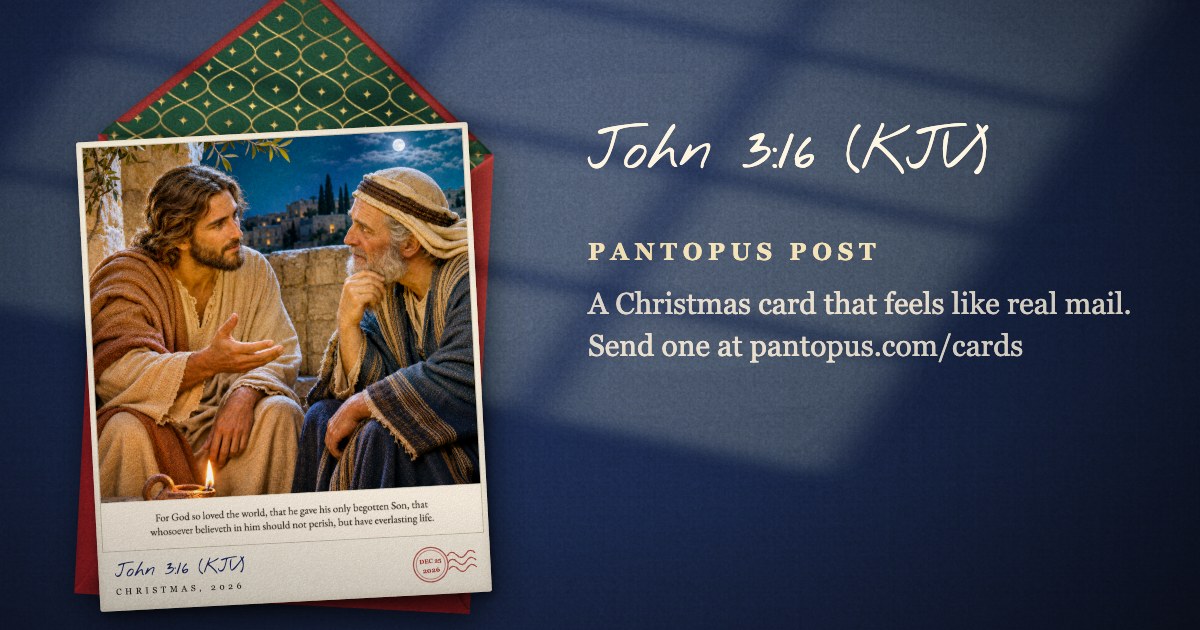 For God so loved the world, that he gave his only begotten Son, that
whosoever believeth in him should not perish, but have everlasting life.
John 3:16 (KJV)
CHRISTMAS, 2026
DEC 25
2026
John 3:16 (KJV)
PANTOPUS POST
A Christmas card that feels like real mail.
Send one at pantopus.com/cards